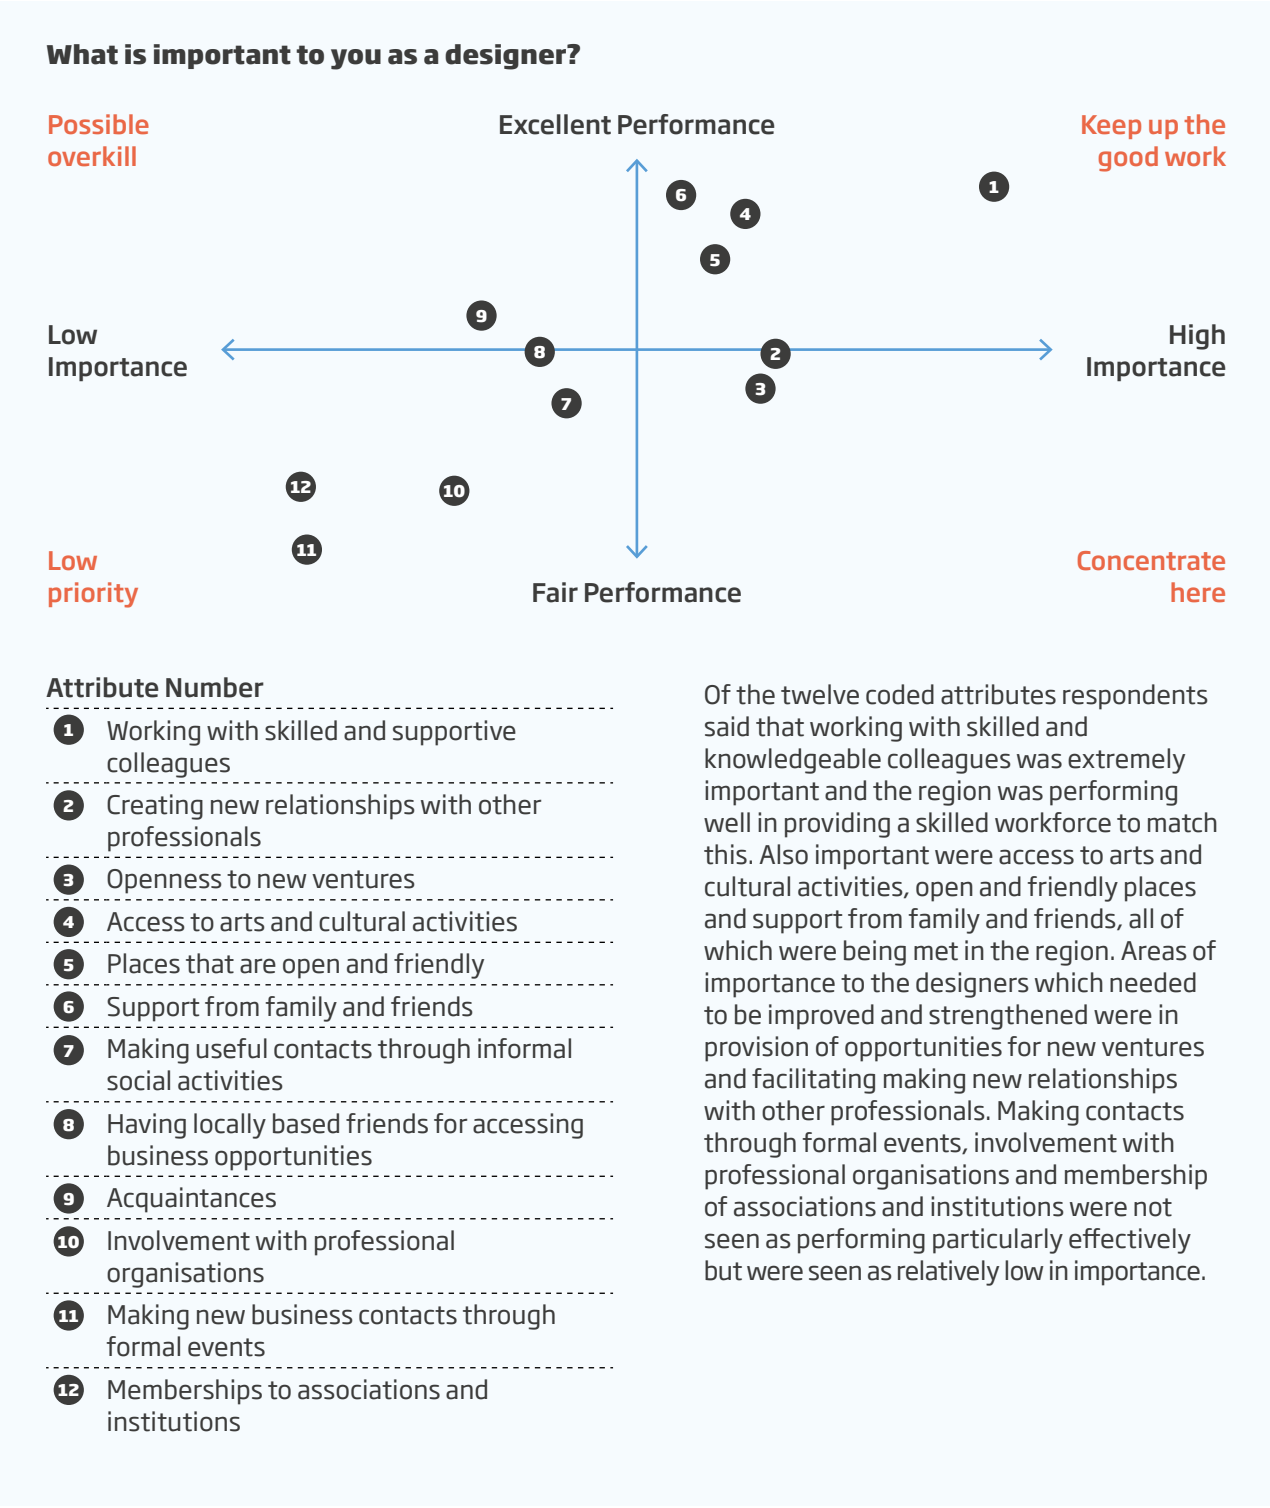 What is important to you as a designer?
Possible
overkill
Excellent Performance
Keep up the
good work
1
6
4
5
9
Low
Importance
8
2
High
Importance
3
7
12
10
11
Low
priority
Fair Performance
Concentrate
here
Attribute Number
1 Working with skilled and supportive
colleagues
2 Creating new relationships with other
professionals
3 Openness to new ventures
4 Access to arts and cultural activities
5 Places that are open and friendly
6 Support from family and friends
7 Making useful contacts through informal
social activities
8 Having locally based friends for accessing
business opportunities
9 Acquaintances
10 Involvement with professional
organisations
11 Making new business contacts through
formal events
12 Memberships to associations and
institutions
Of the twelve coded attributes respondents
said that working with skilled and
knowledgeable colleagues was extremely
important and the region was performing
well in providing a skilled workforce to match
this. Also important were access to arts and
cultural activities, open and friendly places
and support from family and friends, all of
which were being met in the region. Areas of
importance to the designers which needed
to be improved and strengthened were in
provision of opportunities for new ventures
and facilitating making new relationships
with other professionals. Making contacts
through formal events, involvement with
professional organisations and membership
of associations and institutions were not
seen as performing particularly effectively
but were seen as relatively low in importance.